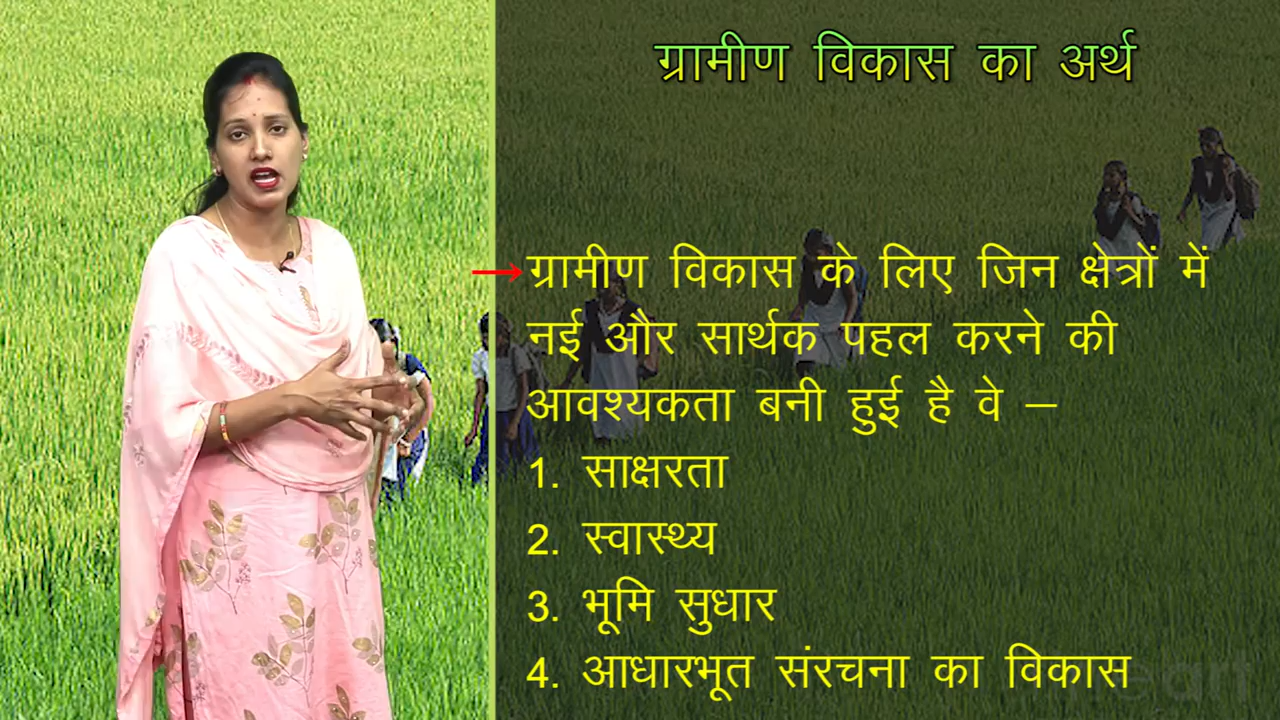 ग्रामीण विकास का अर्थ
→ग्रामीण विकास के लिए जिन क्षेत्रों में
नई और सार्थक पहल करने की
आवश्यकता बनी हुई है वे –
1. साक्षरता
2. स्वास्थ्य
3. भूमि सुधार
4. आधारभूत संरचना का विकास